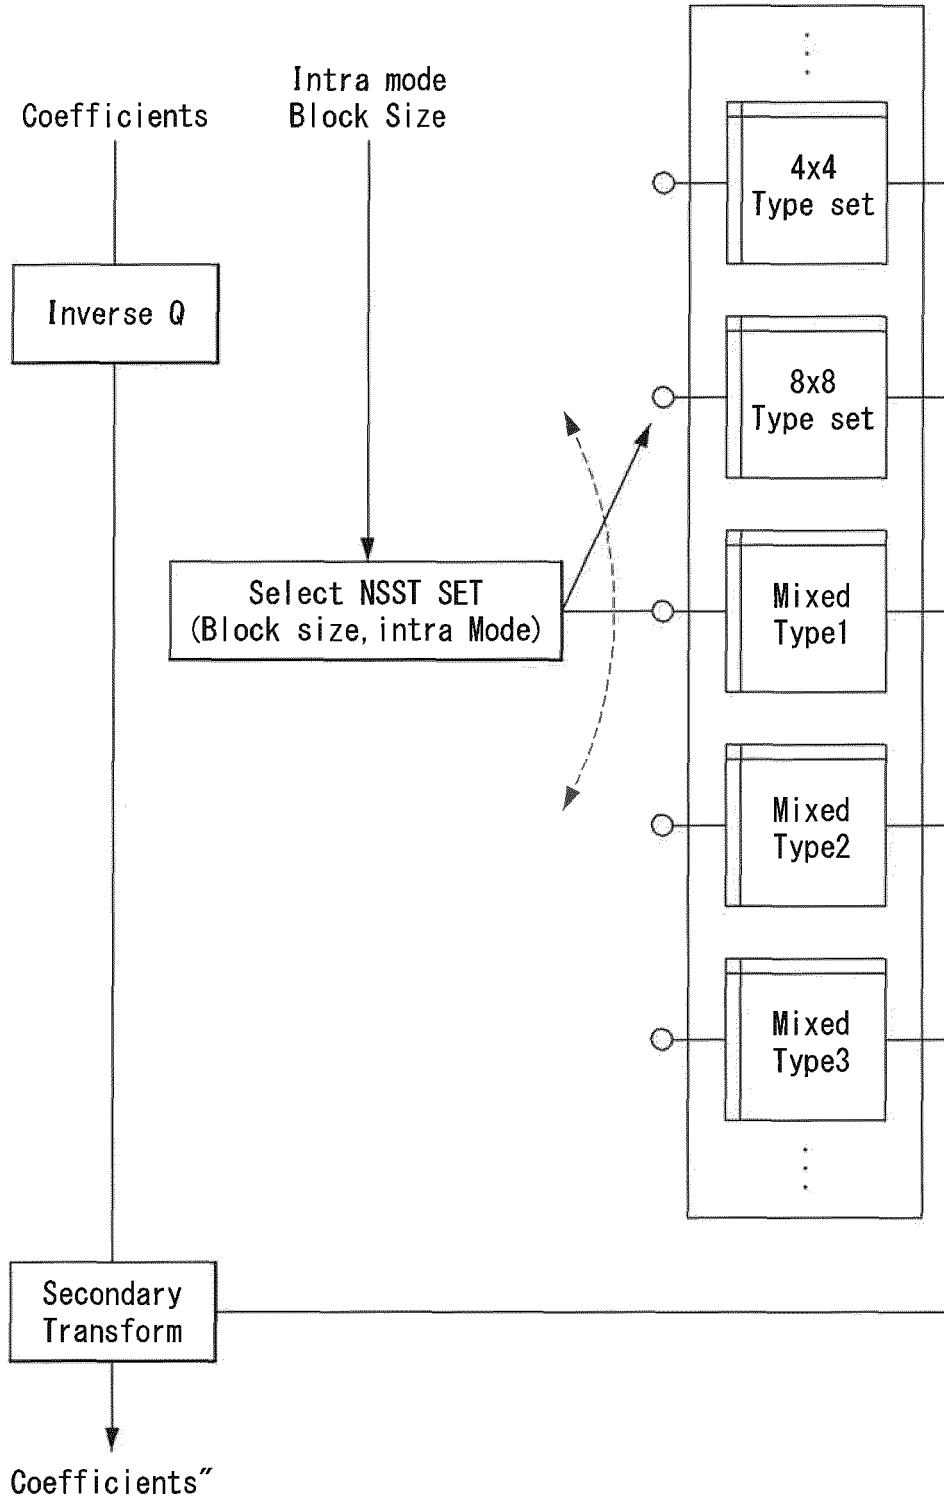 Coefficients
Intra mode
Block Size
4x4
Type set
Inverse Q
8x8
Type set
Select NSST SET
(Block size, intra Mode)
Mixed
Type1
Mixed
Type2
Mixed
Type3
Secondary
Transform
Coefficients″